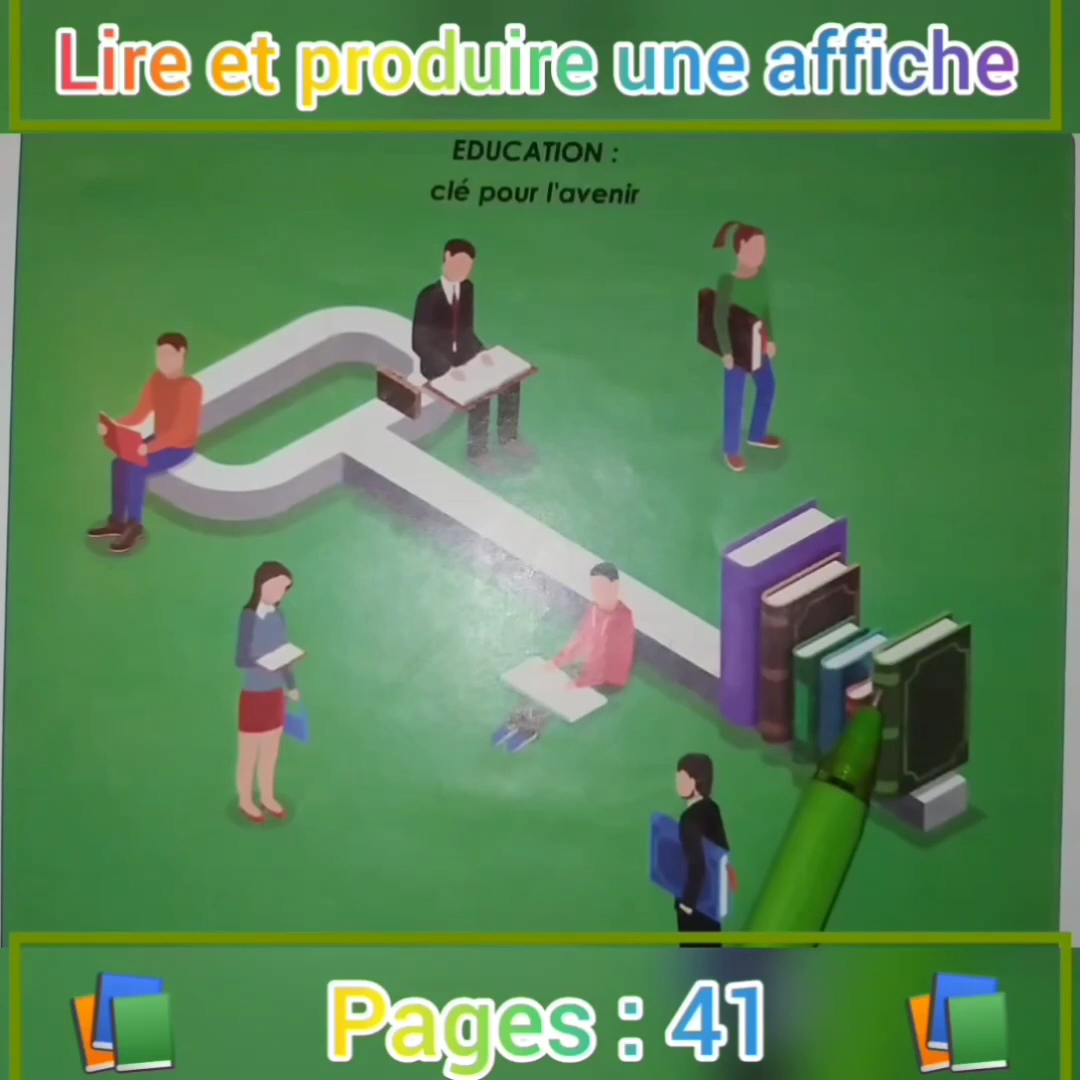 Lire et produire une affiche
EDUCATION :
clé pour l'avenir
Pages : 41